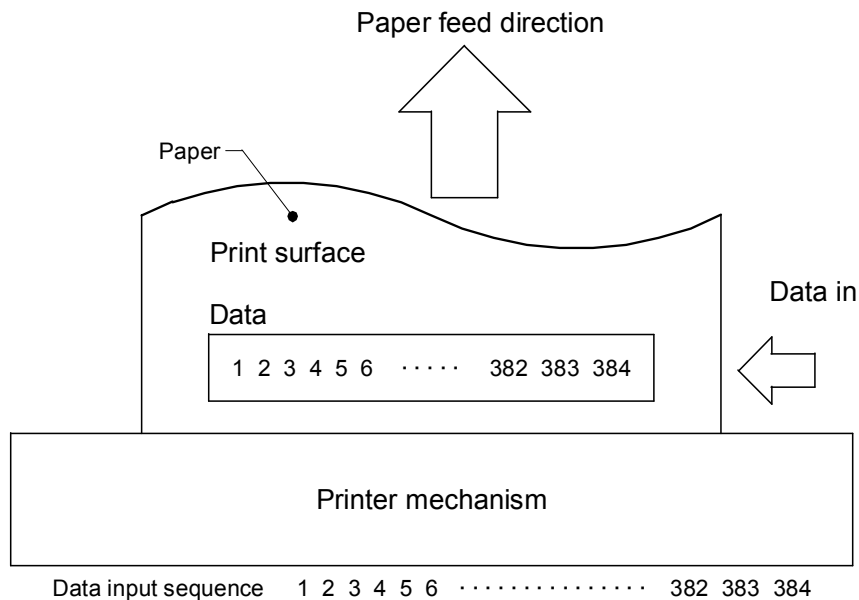 Paper feed direction
Paper
Print surface
Data in
Data
1 2 3 4 5 6 ····· 382 383 384
Printer mechanism
Data input sequence 1 2 3 4 5 6 ················ 382 383 384